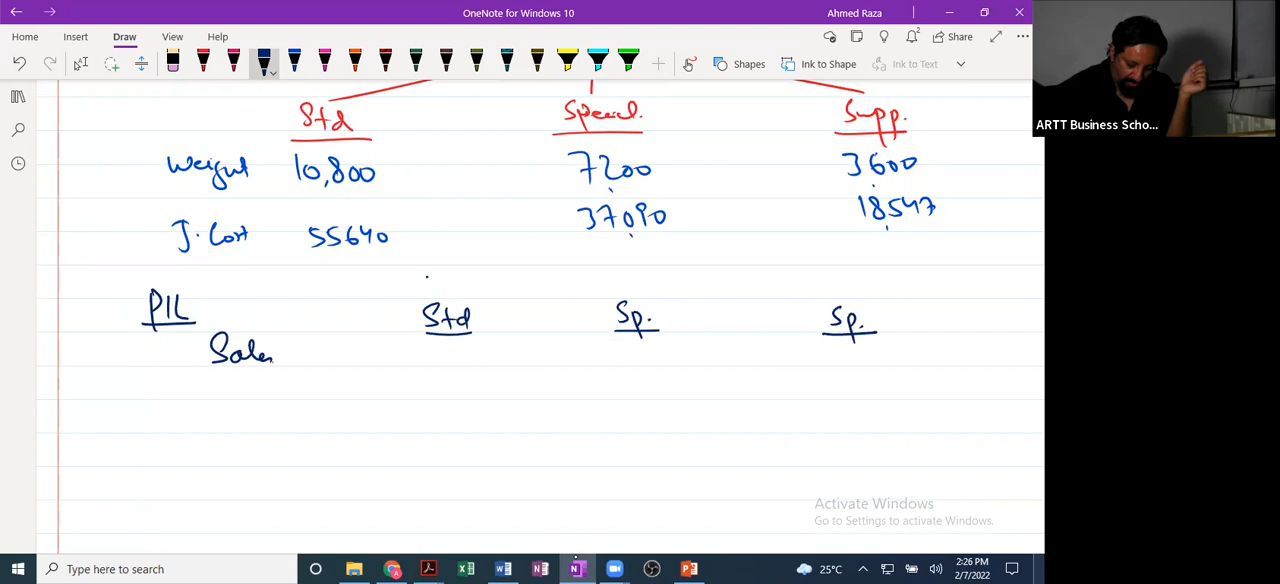 OneNote for Windows 10
Ahmed Raza
Home Insert Draw View Help
Share
Shapes Ink to Shape Ink to Text
ARTT Business Scho...
Std Special. Supp.
Weight 10,800 7200 3600
J. Cost 55640 37090 18547
P/L Std Sp. Sp.
Sales
Activate Windows
Go to Settings to activate Windows.
Type here to search
25°C
2:26 PM
2/7/2022